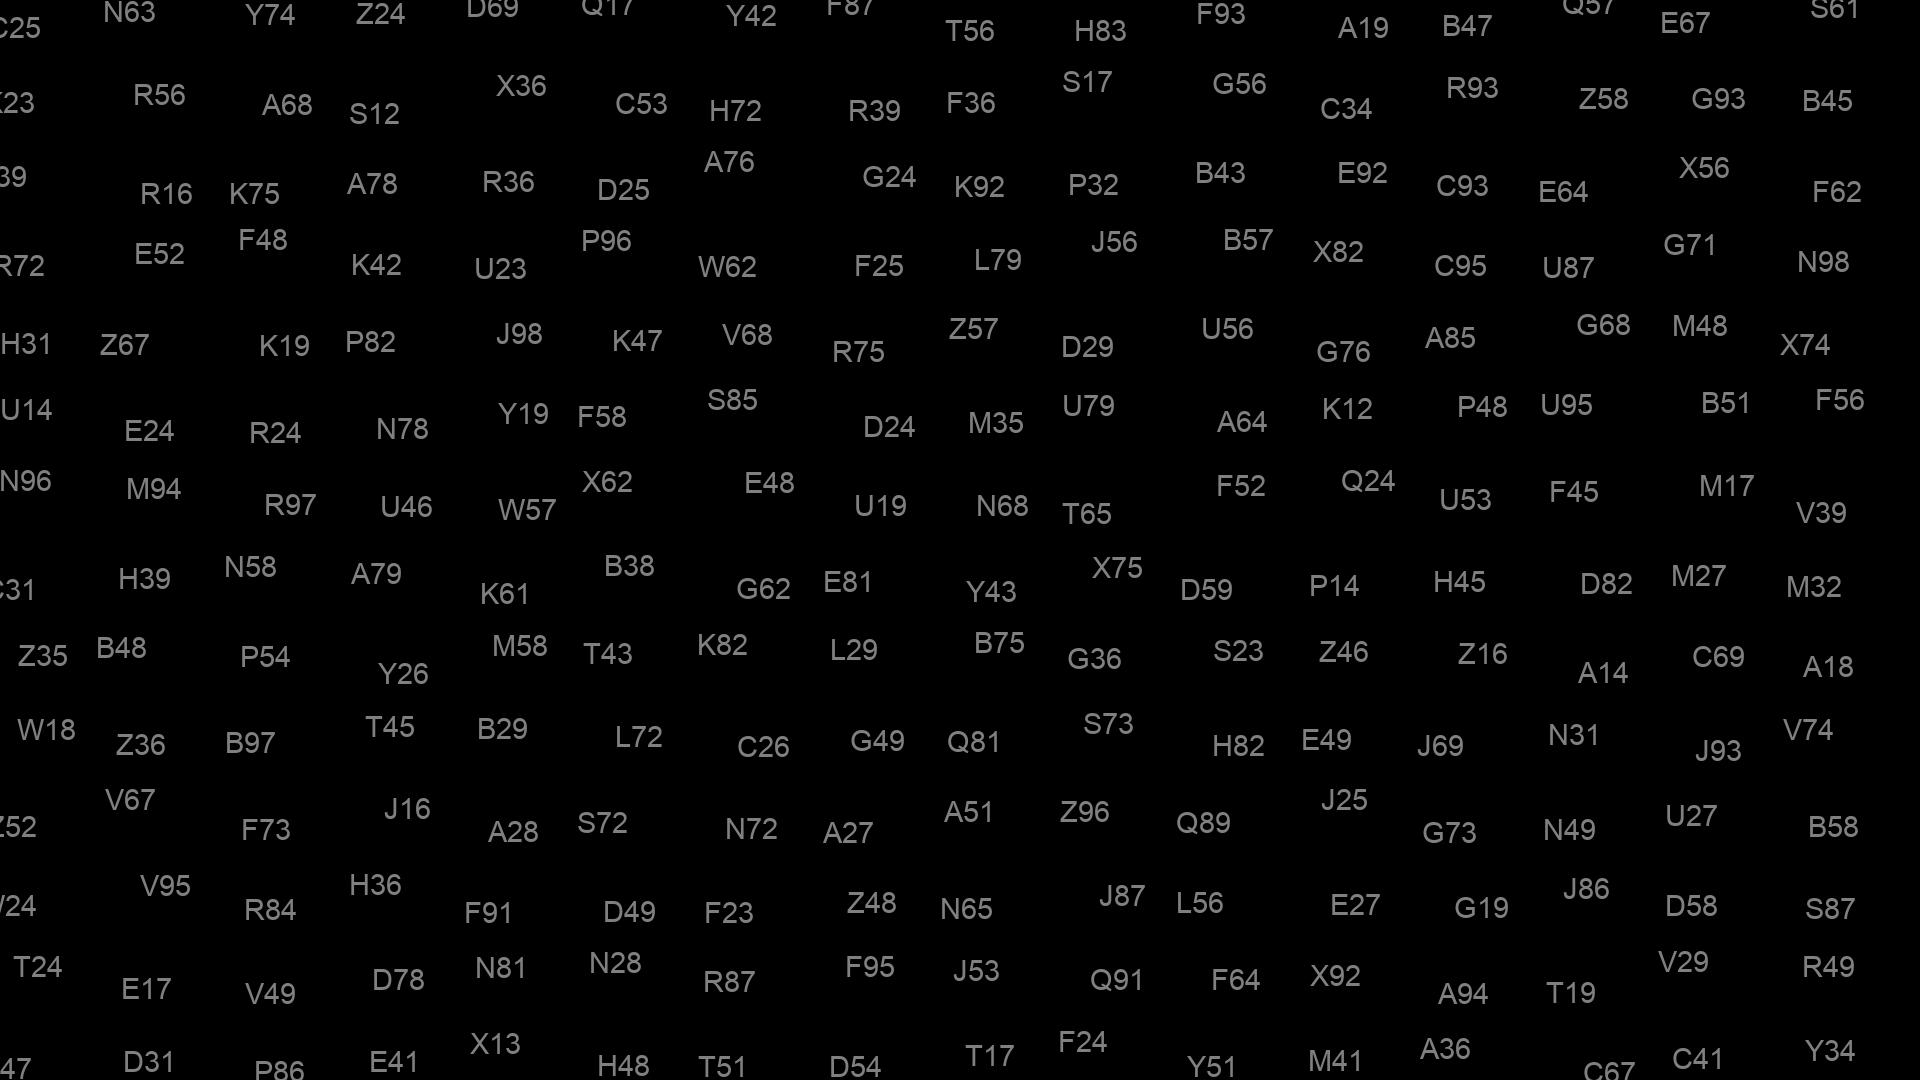 C25 N63 Y74 Z24 D69 Q17 Y42 F87 T56 H83 F93 A19 B47 Q57 E67 S61
R56 A68 S12 X36 C53 H72 R39 F36 S17 G56 C34 R93 Z58 G93 B45
R16 K75 A78 R36 D25 A76 G24 K92 P32 B43 E92 C93 E64 X56 F62
R72 E52 F48 K42 U23 P96 W62 F25 L79 J56 B57 X82 C95 U87 G71 N98
H31 Z67 K19 P82 J98 K47 V68 R75 Z57 D29 U56 G76 A85 G68 M48 X74
U14 E24 R24 N78 Y19 F58 S85 D24 M35 U79 A64 K12 P48 U95 B51 F56
N96 M94 R97 U46 W57 X62 E48 U19 N68 T65 F52 Q24 U53 F45 M17 V39
H39 N58 A79 K61 B38 G62 E81 Y43 X75 D59 P14 H45 D82 M27 M32
Z35 B48 P54 Y26 M58 T43 K82 L29 B75 G36 S23 Z46 Z16 A14 C69 A18
W18 Z36 B97 T45 B29 L72 C26 G49 Q81 S73 H82 E49 J69 N31 J93 V74
Z52 V67 F73 J16 A28 S72 N72 A27 A51 Z96 Q89 J25 G73 N49 U27 B58
V95 R84 H36 F91 D49 F23 Z48 N65 J87 L56 E27 G19 J86 D58 S87
T24 E17 V49 D78 N81 N28 R87 F95 J53 Q91 F64 X92 A94 T19 V29 R49
47 D31 P86 E41 X13 H48 T51 D54 T17 F24 Y51 M41 A36 C67 C41 Y34